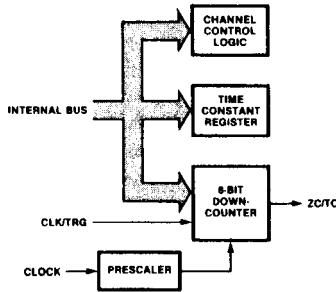 CHANNEL
CONTROL
LOGIC
INTERNAL BUS
TIME
CONSTANT
REGISTER
8-BIT
DOWN-
COUNTER
ZC/TO
CLK/TRG
CLOCK
PRESCALER